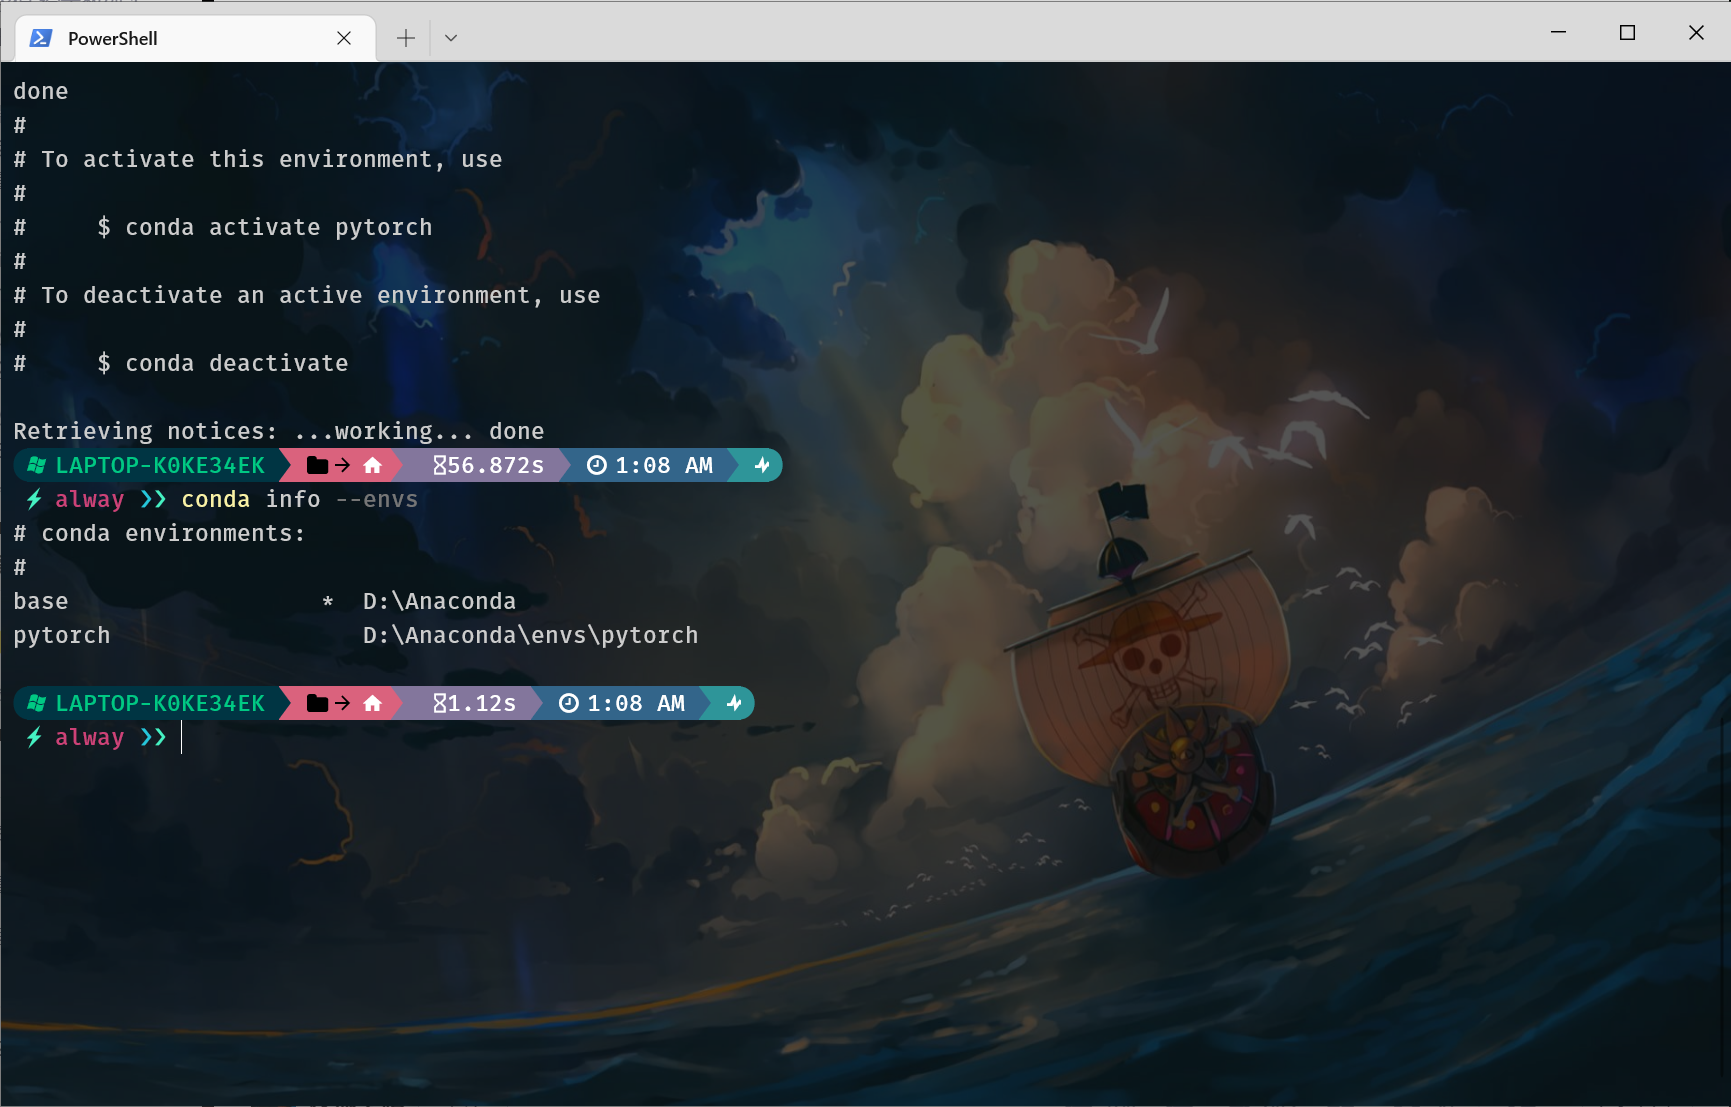 PowerShell
done
#
# To activate this environment, use
#
#     $ conda activate pytorch
#
# To deactivate an active environment, use
#
#     $ conda deactivate
Retrieving notices: ...working... done
LAPTOP-K0KE34EK 56.872s 1:08 AM
alway ❯❯ conda info --envs
# conda environments:
#
base                  *  D:\Anaconda
pytorch                  D:\Anaconda\envs\pytorch
LAPTOP-K0KE34EK 1.12s 1:08 AM
alway ❯❯